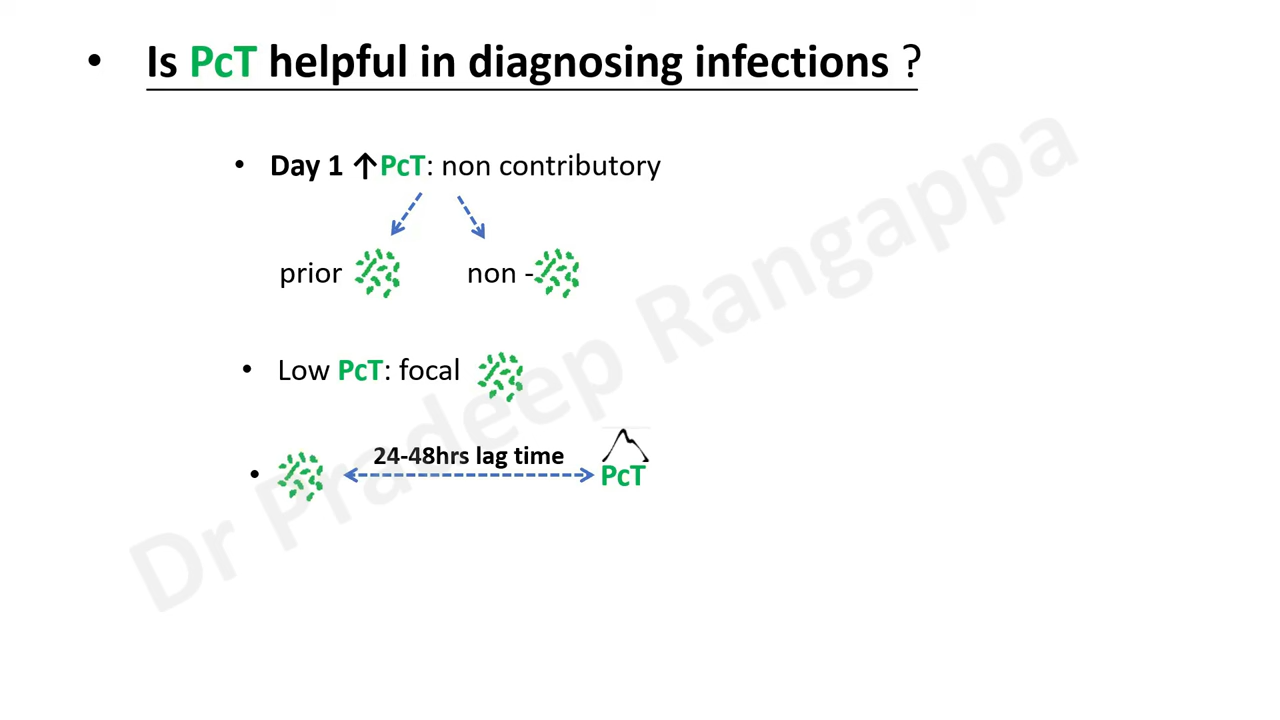 • Is PcT helpful in diagnosing infections ?
• Day 1 ↑PcT: non contributory
prior non -
• Low PcT: focal
24-48hrs lag time
• PcT
Dr Pradeep Rangappa